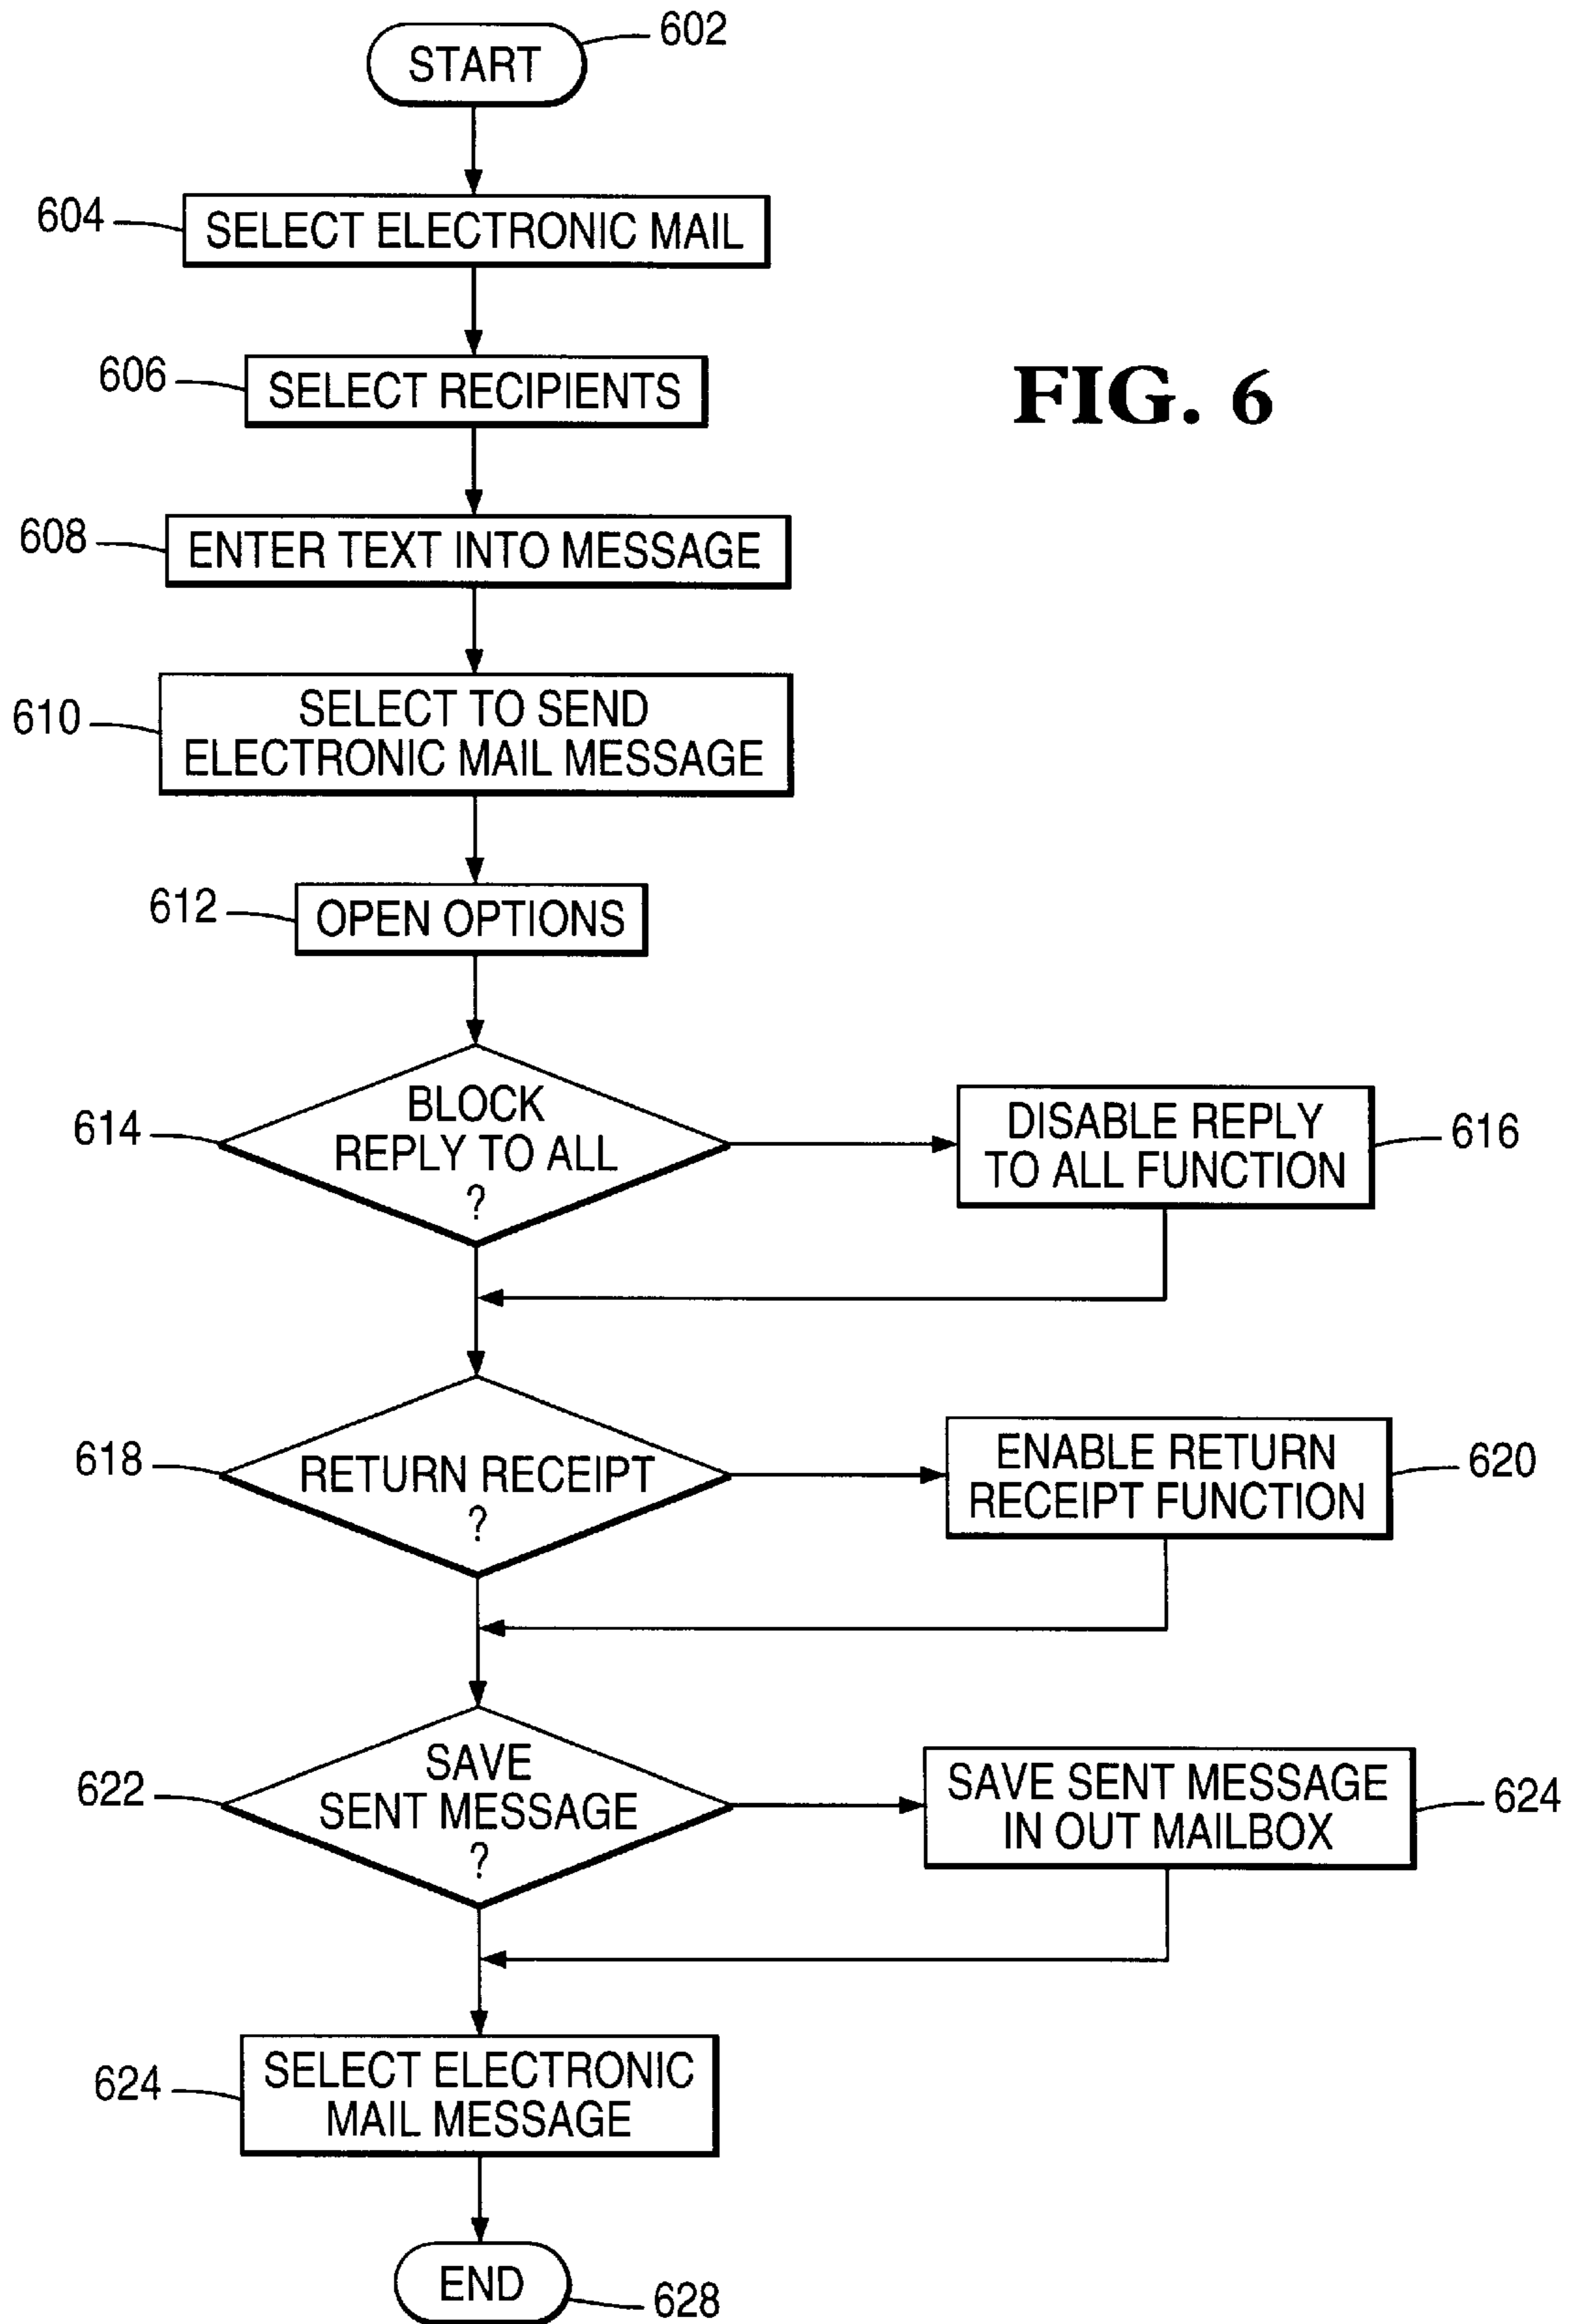 602
START
604
SELECT ELECTRONIC MAIL
606
SELECT RECIPIENTS
FIG. 6
608
ENTER TEXT INTO MESSAGE
610
SELECT TO SEND
ELECTRONIC MAIL MESSAGE
612
OPEN OPTIONS
614
BLOCK
REPLY TO ALL
?
DISABLE REPLY
TO ALL FUNCTION
616
618
RETURN RECEIPT
?
ENABLE RETURN
RECEIPT FUNCTION
620
622
SAVE
SENT MESSAGE
?
SAVE SENT MESSAGE
IN OUT MAILBOX
624
624
SELECT ELECTRONIC
MAIL MESSAGE
END
628